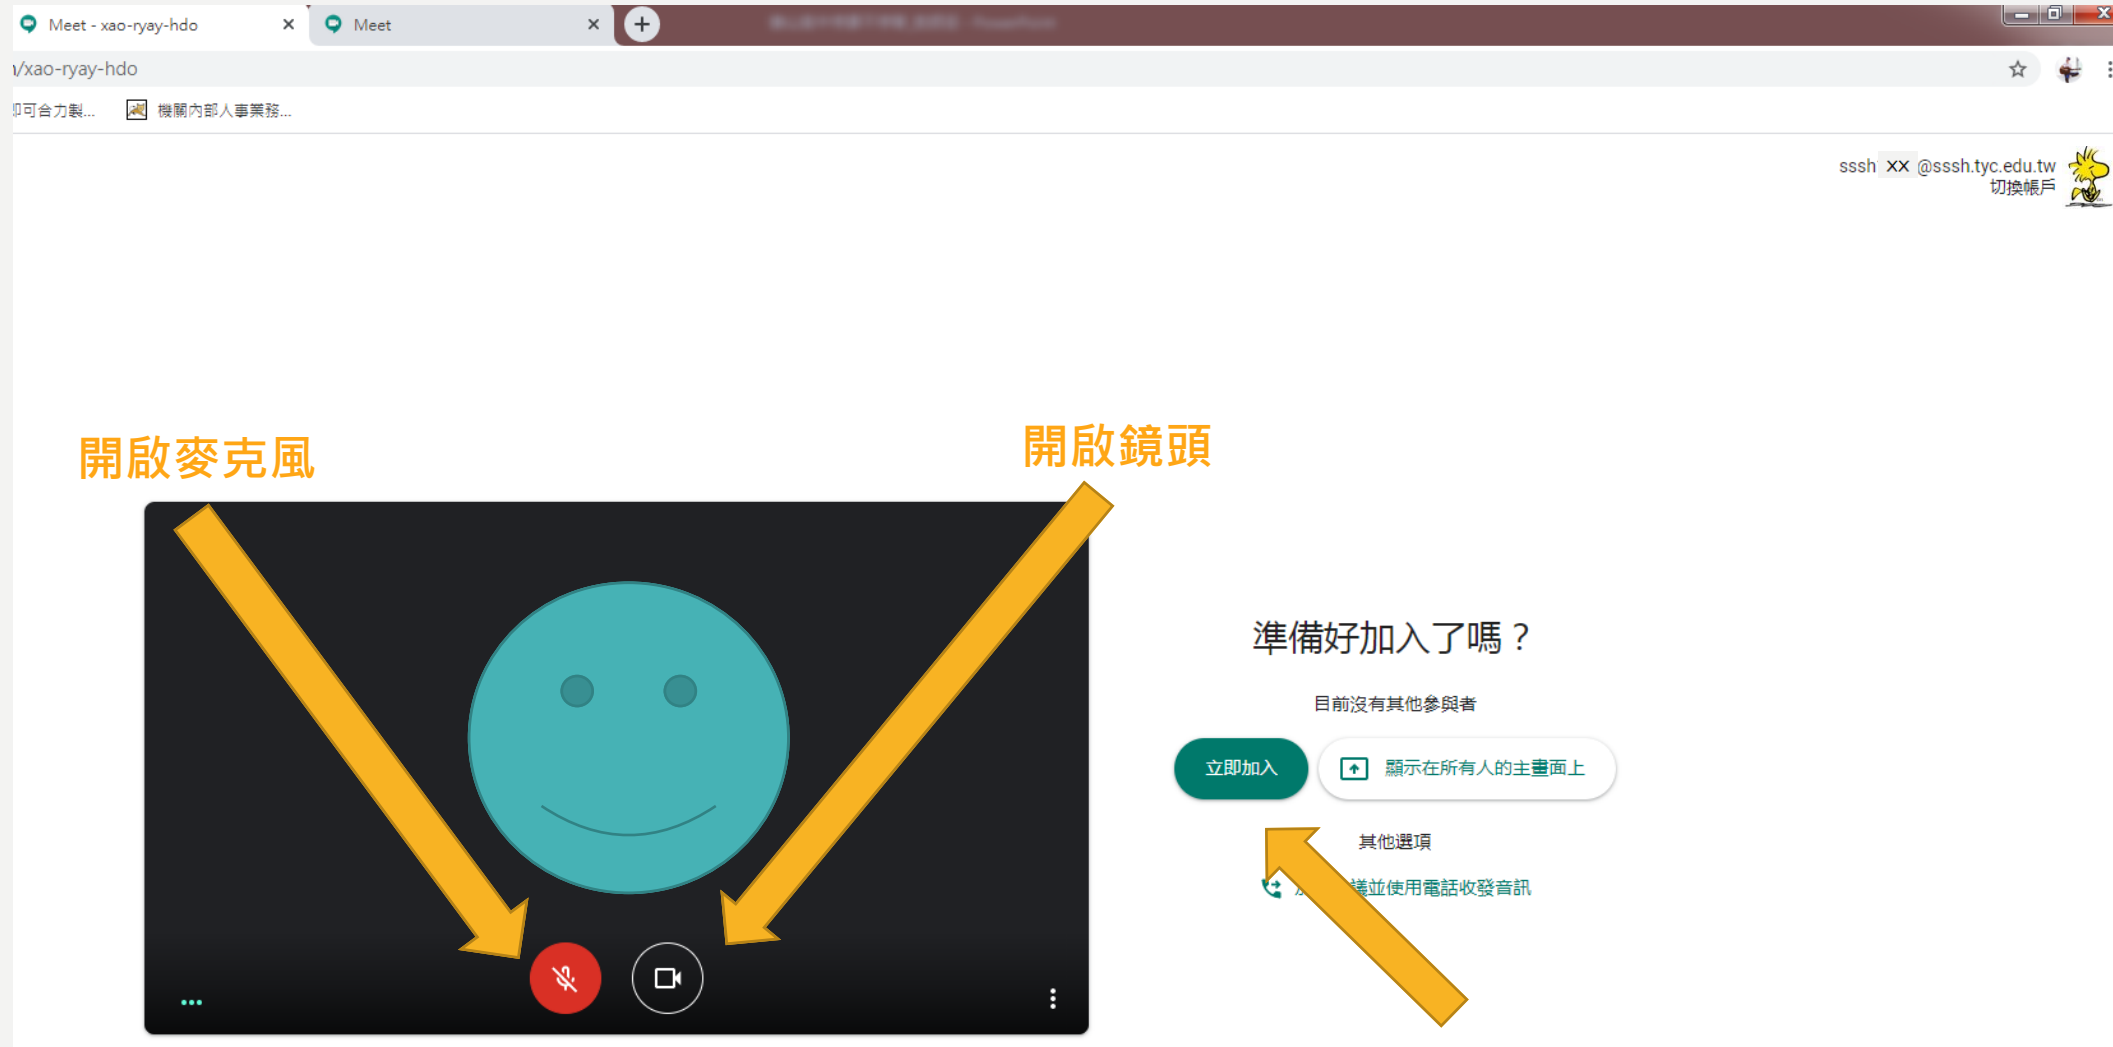 Meet - xao-ryay-hdo
Meet
/xao-ryay-hdo
即可合力製...
機關內部人事業務...
sssh XX @sssh.tyc.edu.tw
切換帳戶
開啟麥克風
開啟鏡頭
準備好加入了嗎？
目前沒有其他參與者
立即加入
顯示在所有人的主畫面上
其他選項
議並使用電話收發音訊